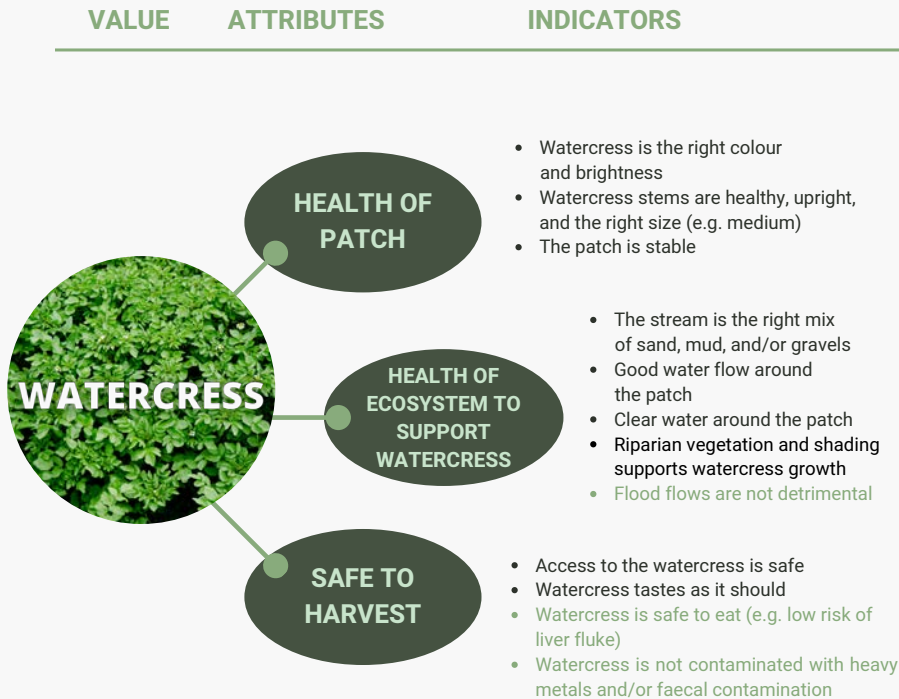 VALUE ATTRIBUTES INDICATORS
WATERCRESS
HEALTH OF
PATCH
• Watercress is the right colour
and brightness
• Watercress stems are healthy, upright,
and the right size (e.g. medium)
• The patch is stable
HEALTH OF
ECOSYSTEM TO
SUPPORT
WATERCRESS
• The stream is the right mix
of sand, mud, and/or gravels
• Good water flow around
the patch
• Clear water around the patch
• Riparian vegetation and shading
supports watercress growth
• Flood flows are not detrimental
SAFE TO
HARVEST
• Access to the watercress is safe
• Watercress tastes as it should
• Watercress is safe to eat (e.g. low risk of
liver fluke)
• Watercress is not contaminated with heavy
metals and/or faecal contamination